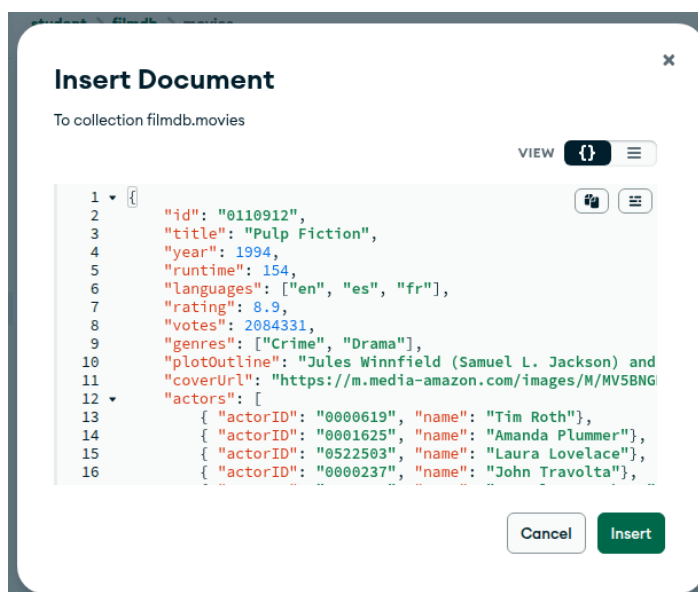 student > filmdb > movies
Insert Document
To collection filmdb.movies
VIEW {}
1 {
2 "id": "0110912",
3 "title": "Pulp Fiction",
4 "year": 1994,
5 "runtime": 154,
6 "languages": ["en", "es", "fr"],
7 "rating": 8.9,
8 "votes": 2084331,
9 "genres": ["Crime", "Drama"],
10 "plotOutline": "Jules Winnfield (Samuel L. Jackson) and
11 "coverUrl": "https://m.media-amazon.com/images/M/MV5BNG
12 "actors": [
13 { "actorID": "0000619", "name": "Tim Roth"},
14 { "actorID": "0001625", "name": "Amanda Plummer"},
15 { "actorID": "0522503", "name": "Laura Lovelace"},
16 { "actorID": "0000237", "name": "John Travolta"},
Cancel Insert